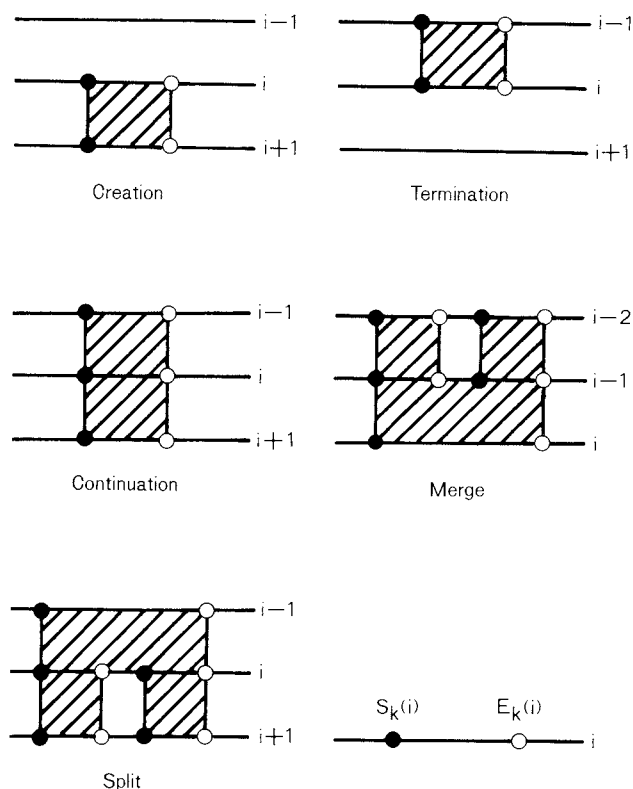 i−1
i
i+1
Creation
i−1
i
i+1
Termination
i−1
i
i+1
Continuation
i−2
i−1
i
Merge
i−1
i
i+1
Split
Sₖ(i) Eₖ(i)
i